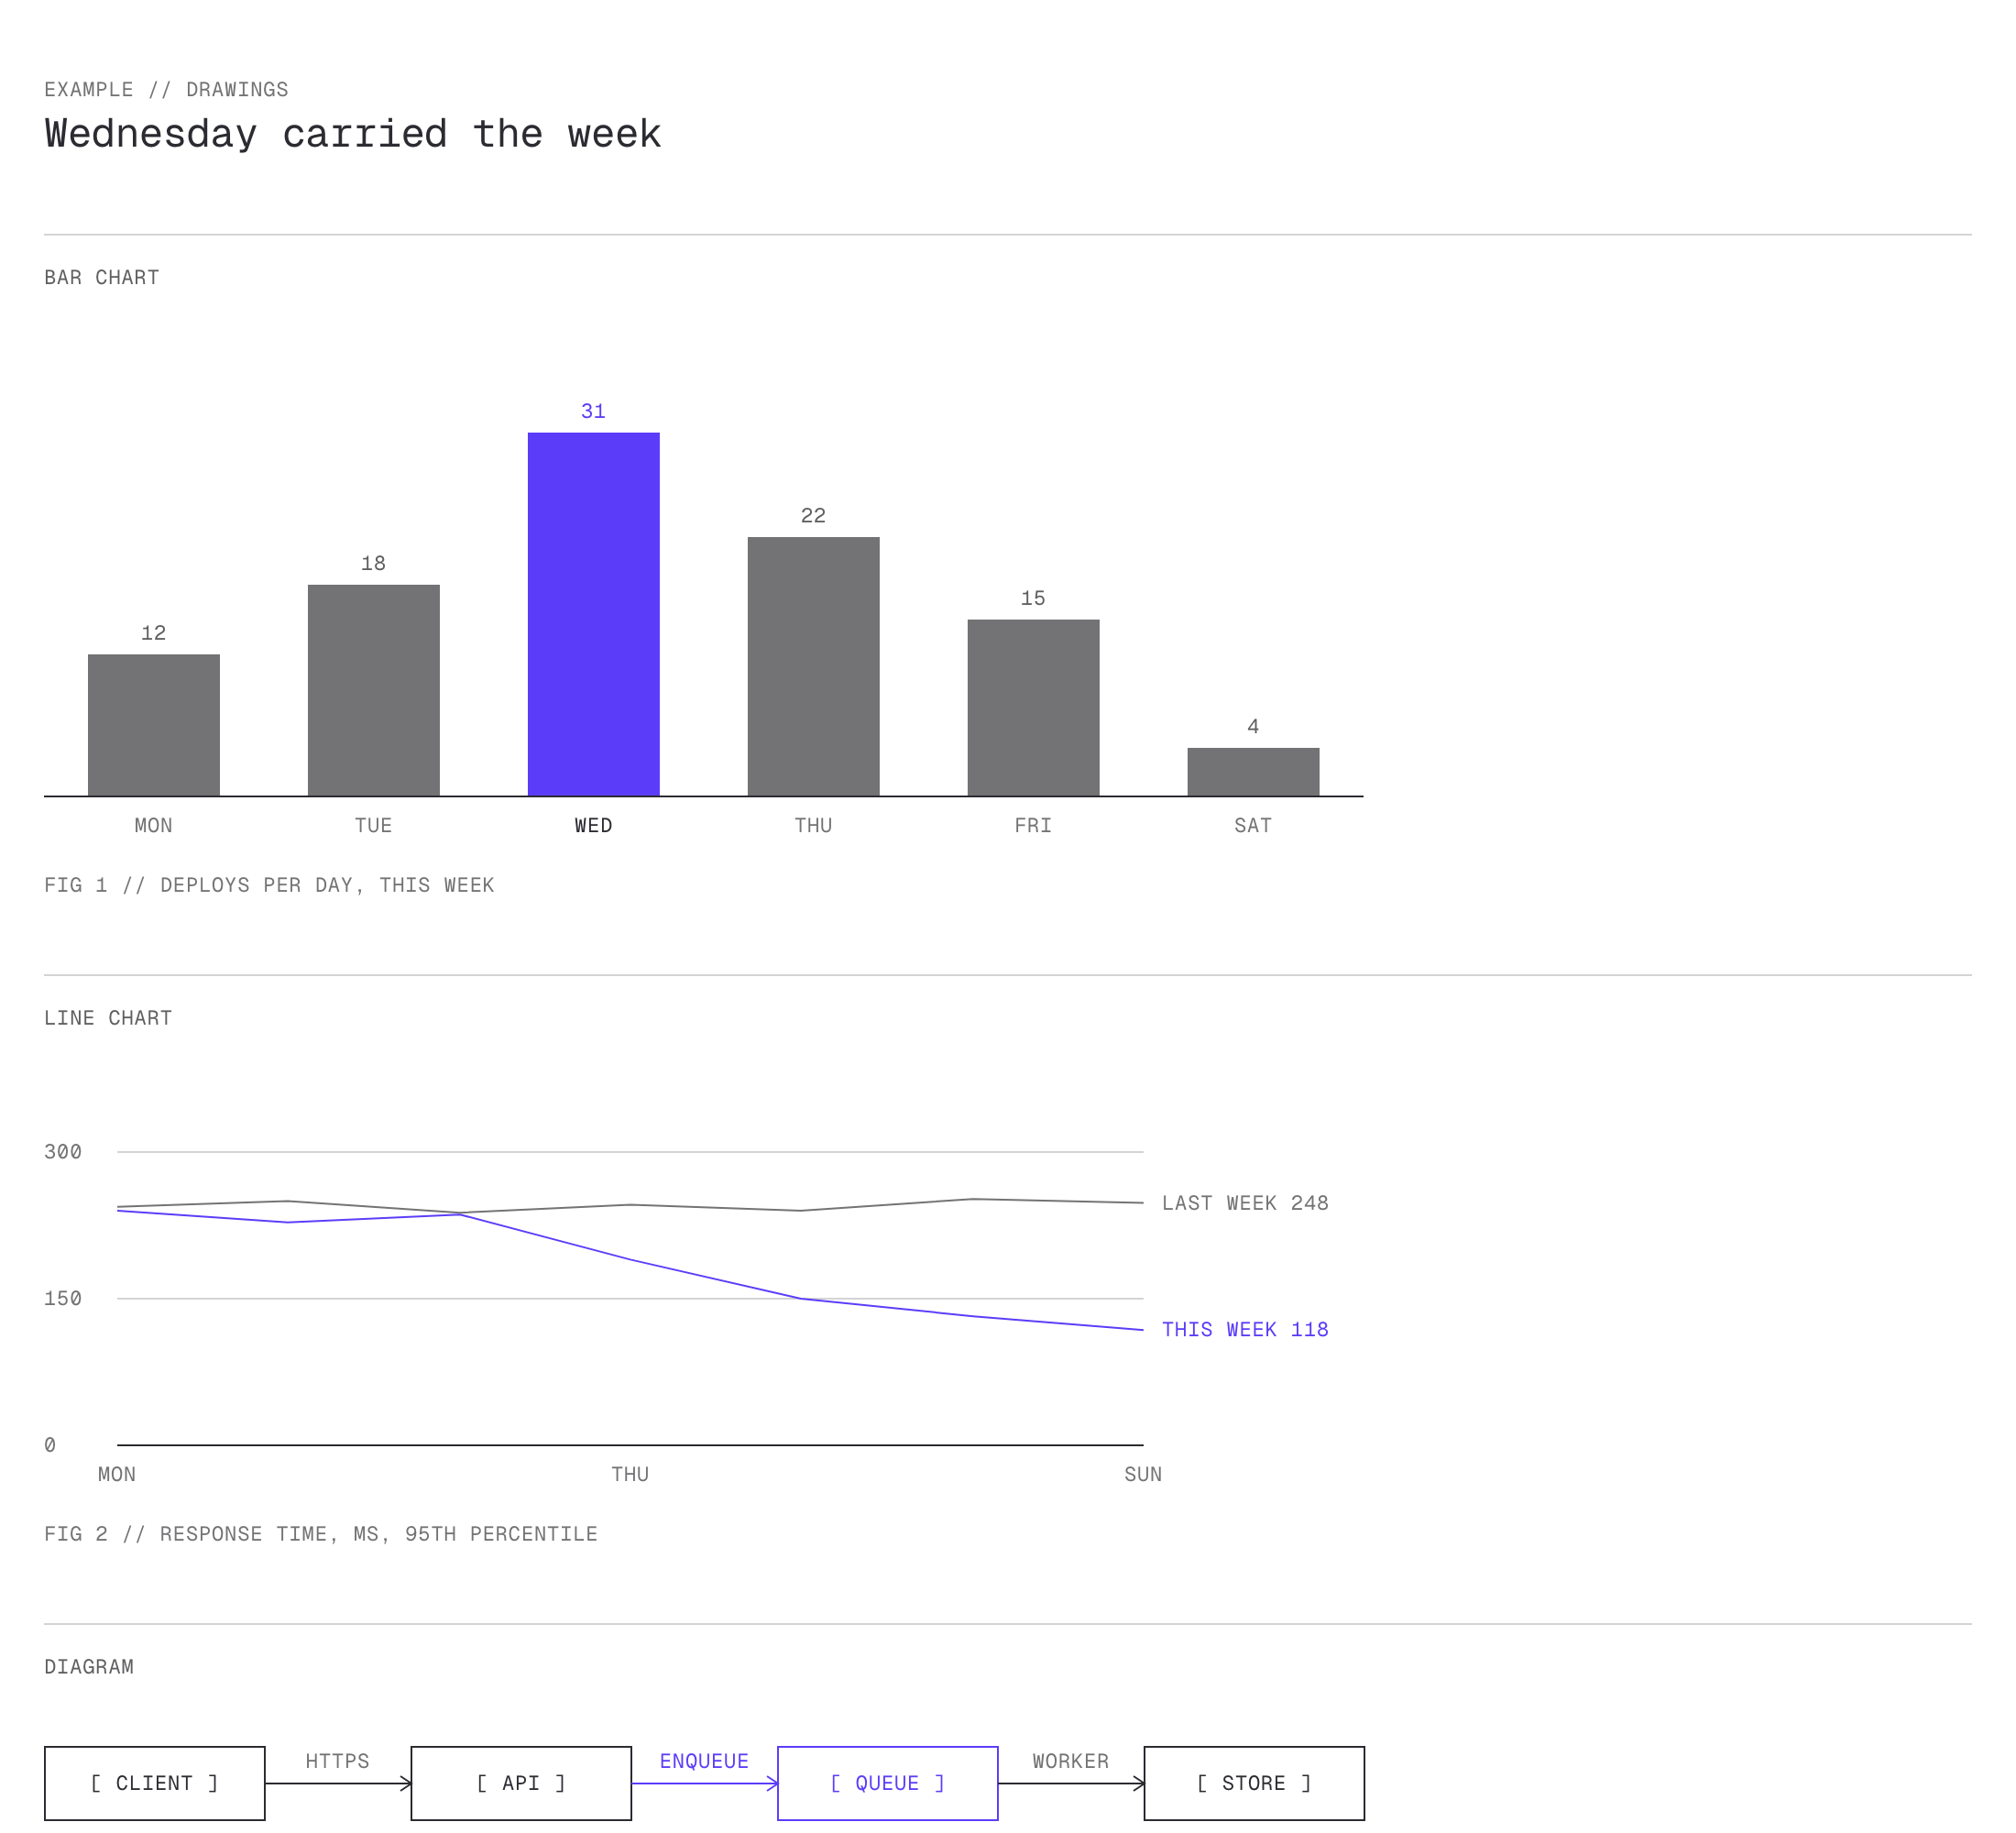 EXAMPLE // DRAWINGS
Wednesday carried the week
BAR CHART
31
22
18
15
12
4
MON TUE WED THU FRI SAT
FIG 1 // DEPLOYS PER DAY, THIS WEEK
LINE CHART
300
LAST WEEK 248
150
THIS WEEK 118
0
MON THU SUN
FIG 2 // RESPONSE TIME, MS, 95TH PERCENTILE
DIAGRAM
HTTPS ENQUEUE WORKER
[ CLIENT ] [ API ] [ QUEUE ] [ STORE ]